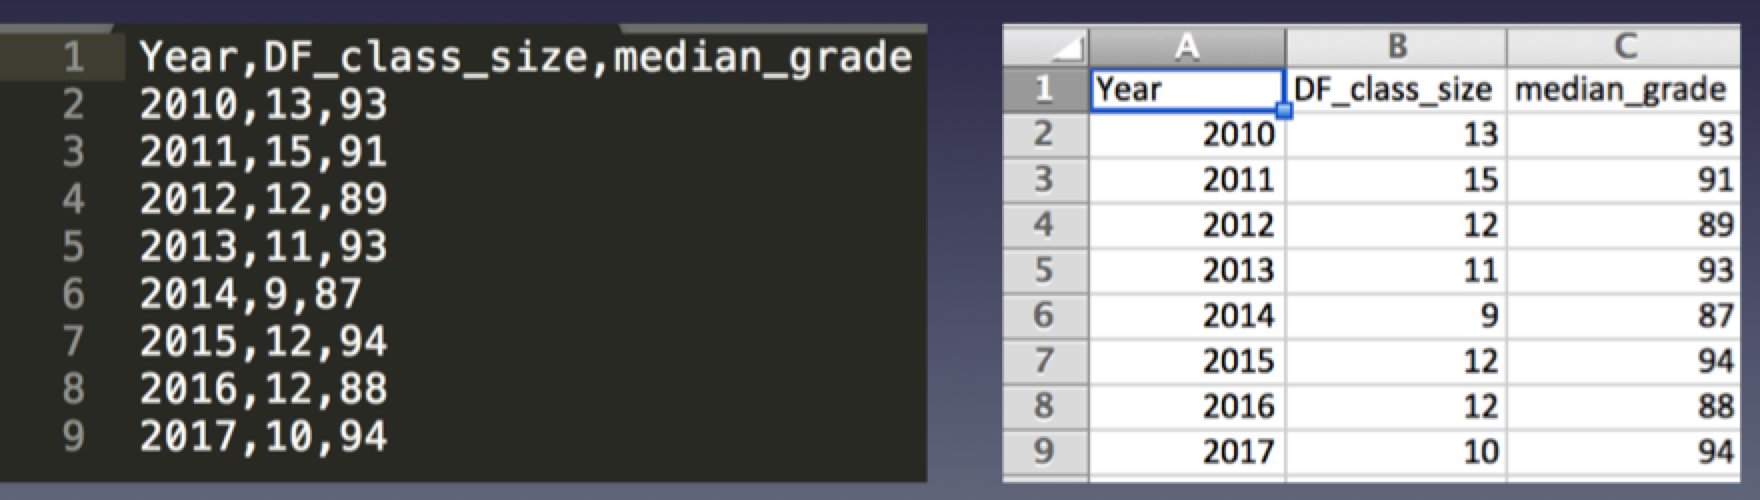 1 Year,DF_class_size,median_grade
2 2010,13,93
3 2011,15,91
4 2012,12,89
5 2013,11,93
6 2014,9,87
7 2015,12,94
8 2016,12,88
9 2017,10,94
A B C
1 Year DF_class_size median_grade
2 2010 13 93
3 2011 15 91
4 2012 12 89
5 2013 11 93
6 2014 9 87
7 2015 12 94
8 2016 12 88
9 2017 10 94